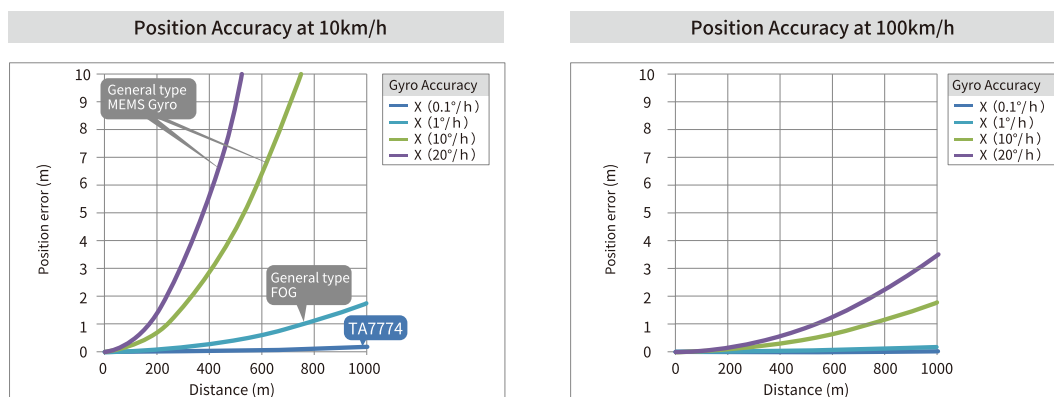 Position Accuracy at 10km/h
Position error (m)
10
9
8
7
6
5
4
3
2
1
0
General type
MEMS Gyro
General type
FOG
TA7774
0 200 400 600 800 1000
Distance (m)
Gyro Accuracy
X（0.1°/ｈ）
X（1°/ｈ）
X（10°/ｈ）
X（20°/ｈ）
Position Accuracy at 100km/h
Position error (m)
10
9
8
7
6
5
4
3
2
1
0
0 200 400 600 800 1000
Distance (m)
Gyro Accuracy
X（0.1°/ｈ）
X（1°/ｈ）
X（10°/ｈ）
X（20°/ｈ）